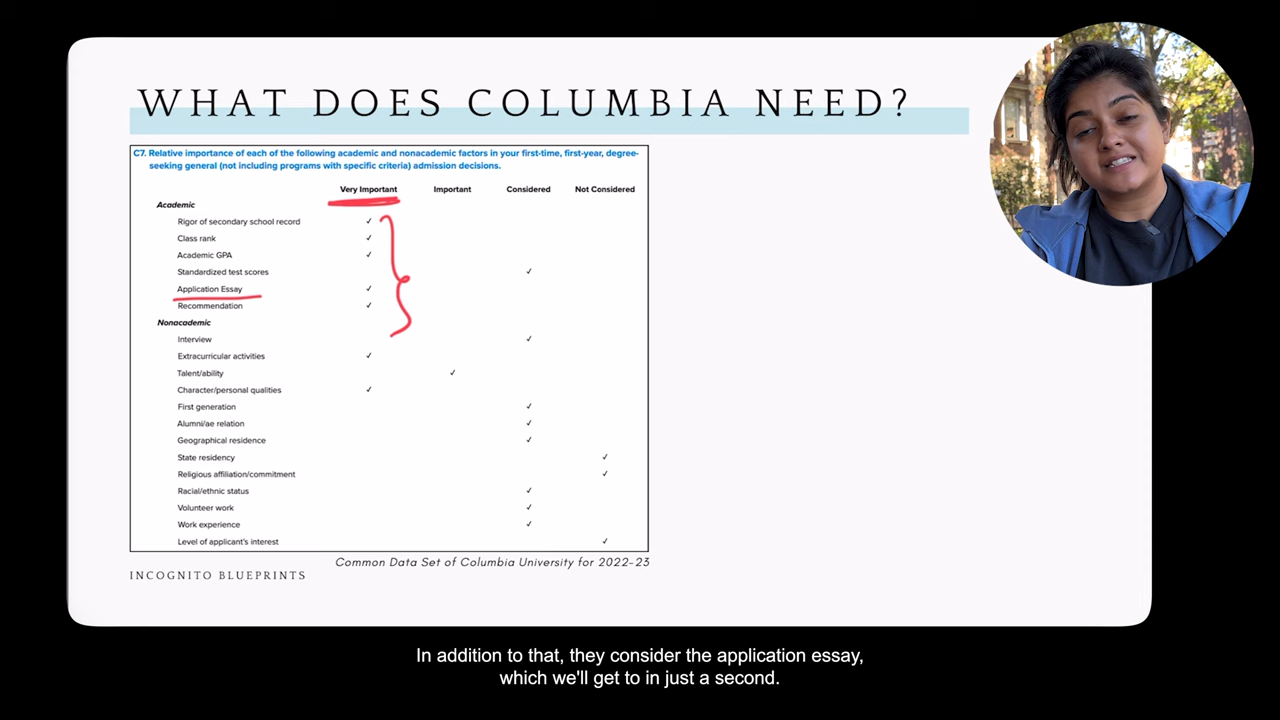 WHAT DOES COLUMBIA NEED?
C7. Relative importance of each of the following academic and nonacademic factors in your first-time, first-year, degree-
seeking general (not including programs with specific criteria) admission decisions.
Very Important Important Considered Not Considered
Academic
Rigor of secondary school record ✓
Class rank ✓
Academic GPA ✓
Standardized test scores ✓
Application Essay ✓
Recommendation ✓
Nonacademic
Interview ✓
Extracurricular activities ✓
Talent/ability ✓
Character/personal qualities ✓
First generation ✓
Alumni/ae relation ✓
Geographical residence ✓
State residency ✓
Religious affiliation/commitment ✓
Racial/ethnic status ✓
Volunteer work ✓
Work experience ✓
Level of applicant's interest ✓
Common Data Set of Columbia University for 2022-23
INCOGNITO BLUEPRINTS
In addition to that, they consider the application essay,
which we'll get to in just a second.